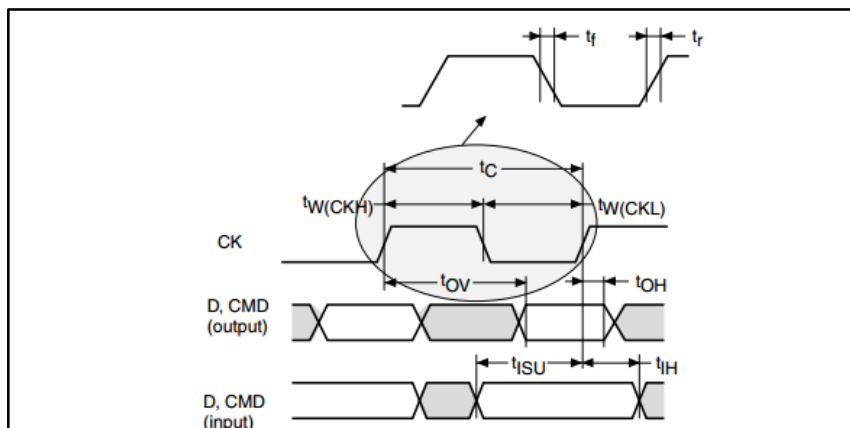 tf
tr
tC
tW(CKH)
tW(CKL)
CK
tOV
tOH
D, CMD
(output)
tISU
tIH
D, CMD
(input)